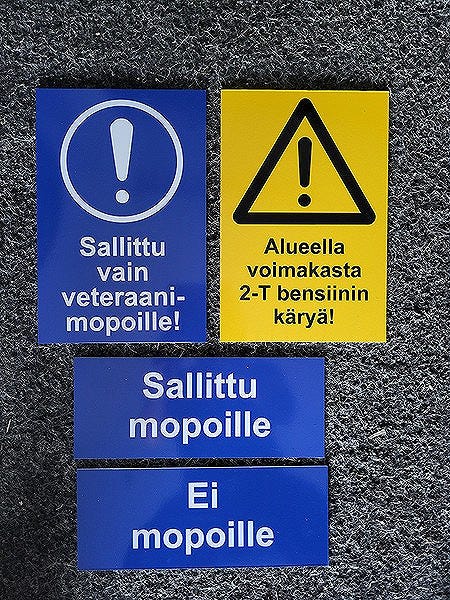 Sallittu
vain
veteraani-
mopoille!
Alueella
voimakasta
2-T bensiinin
käryä!
Sallittu
mopoille
Ei
mopoille